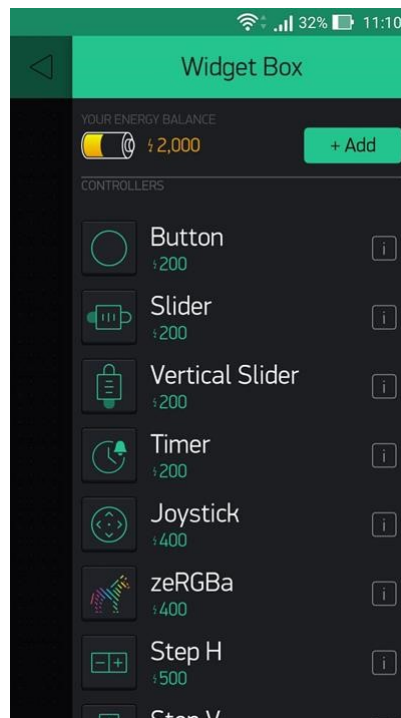 32% 11:10
Widget Box
YOUR ENERGY BALANCE
2,000
+ Add
CONTROLLERS
Button
200
i
Slider
200
i
Vertical Slider
200
i
Timer
200
i
Joystick
400
i
zeRGBa
400
i
Step H
500
i
Step V